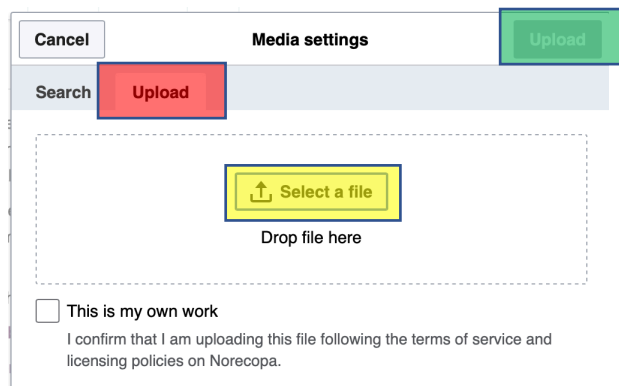 Cancel Media settings Upload
Search Upload
Select a file
Drop file here
This is my own work
I confirm that I am uploading this file following the terms of service and
licensing policies on Norecopa.